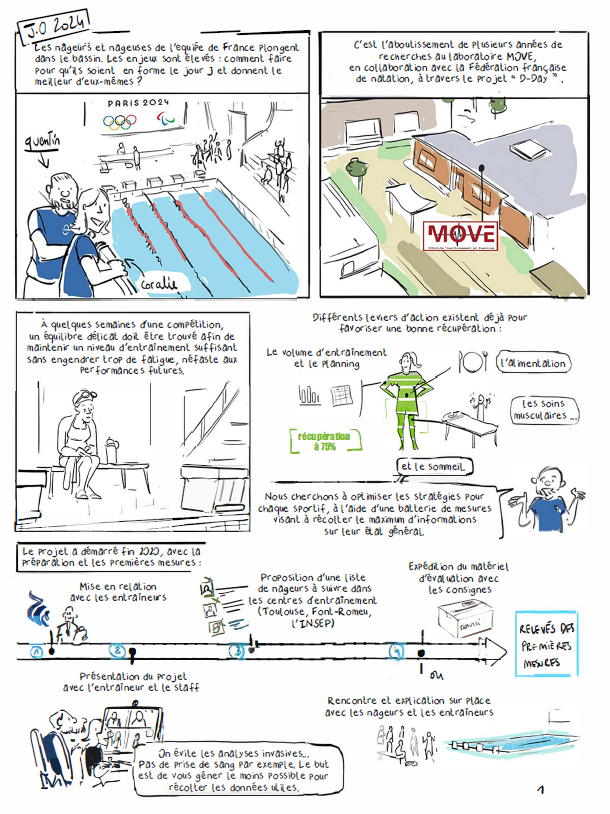 J.O 2024
Les nageurs et nageuses de l'equipe de France plongent
dans le bassin. Les enjeux sont élevés : comment faire
pour qu'ils soient en forme le jour J et donnent le
meilleur d'eux-mêmes ?
PARIS 2024
quentin
coralie
C'est l'aboutissement de plusieurs années de
recherches au laboratoire MOVE,
en collaboration avec la Fédération française
de natation, à travers le projet " D-Day " .
MOVE
À quelques semaines d'une compétition,
un équilibre délicat doit être trouvé afin de
maintenir un niveau d'entraînement suffisant
sans engendrer trop de fatigue, néfaste aux
performances futures.
Différents leviers d'action existent déjà pour
favoriser une bonne récupération :
Le volume d'entraînement
et le planning
l'alimentation
les soins
musculaires ...
récupération
à 75%
et le sommeil.
Nous cherchons à optimiser les stratégies pour
chaque sportif, à l'aide d'une batterie de mesures
visant à récolter le maximum d'informations
sur leur état général.
Le projet a démarré fin 2020, avec la
préparation et les premières mesures :
Mise en relation
avec les entraîneurs
Proposition d'une liste
de nageurs à suivre dans
les centres d'entraînement
(Toulouse, Font-Romeu,
l'INSEP)
Expédition du matériel
d'évaluation avec
les consignes
1
2
3
4
ou
RELEVÉS DES
PREMIÈRES
MESURES
Présentation du projet
avec l'entraîneur et le staff
Rencontre et explication sur place
avec les nageurs et les entraîneurs
On évite les analyses invasives...
Pas de prise de sang par exemple. Le but
est de vous gêner le moins possible pour
récolter les données utiles.
1